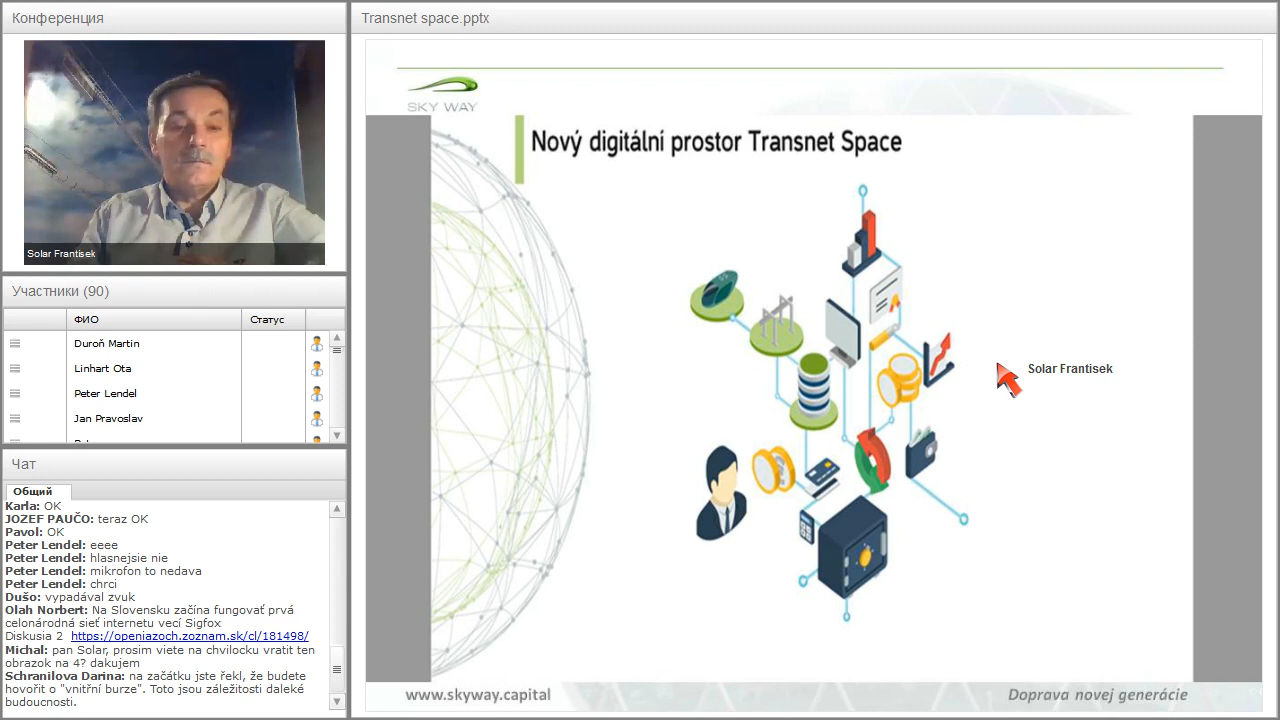 Конференция
Solar Frantisek
Участники (90)
ФИО
Статус
Duroň Martin
Linhart Ota
Peter Lendel
Jan Pravoslav
Чат
Общий
Karla: OK
JOZEF PAUČO: teraz OK
Pavol: OK
Peter Lendel: eeee
Peter Lendel: hlasnejsie nie
Peter Lendel: mikrofon to nedava
Peter Lendel: chrci
Dušo: vypadával zvuk
Olah Norbert: Na Slovensku začína fungovať prvá
celonárodná sieť internetu vecí Sigfox
Diskusia 2 https://openiazoch.zoznam.sk/cl/181498/
Michal: pan Solar, prosim viete na chvilocku vratit ten
obrazok na 4? dakujem
Schranilova Darina: na začátku jste řekl, že budete
hovořit o "vnitřní burze". Toto jsou záležitosti daleké
budoucnosti.
Transnet space.pptx
SKY WAY
Nový digitální prostor Transnet Space
Solar Frantisek
www.skyway.capital
Doprava novej generácie